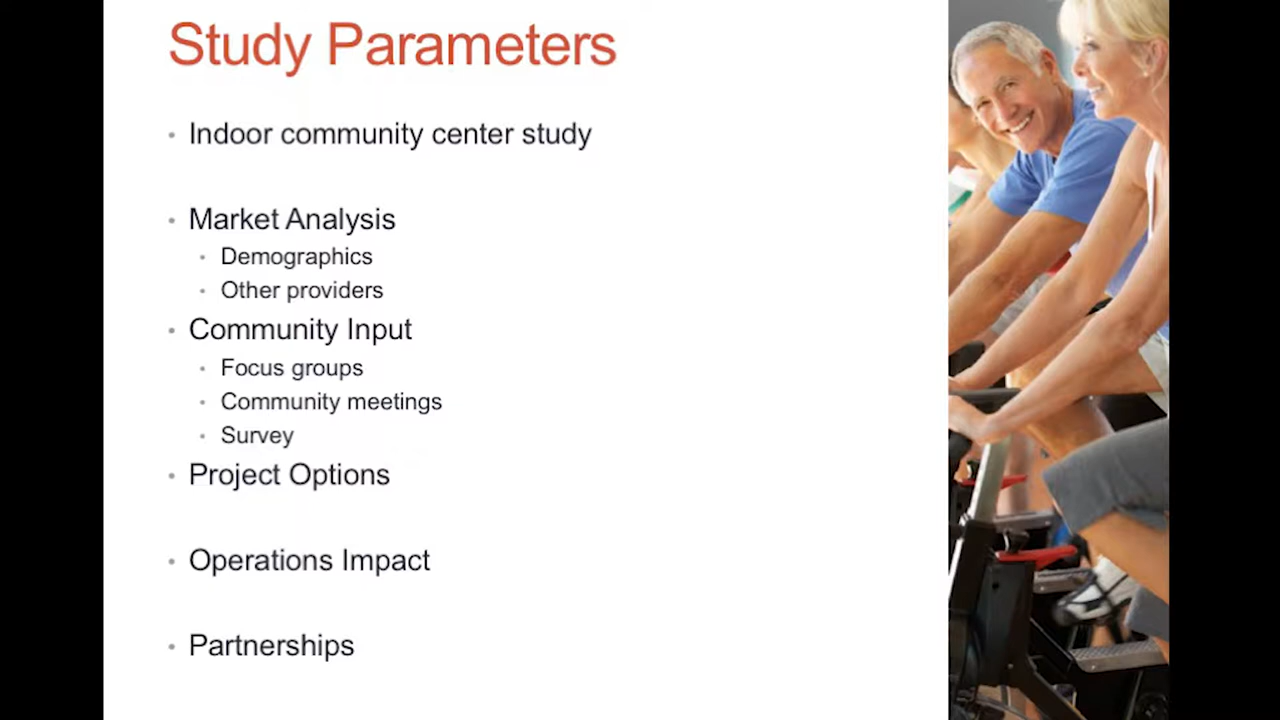 Study Parameters
• Indoor community center study
• Market Analysis
• Demographics
• Other providers
• Community Input
• Focus groups
• Community meetings
• Survey
• Project Options
• Operations Impact
• Partnerships